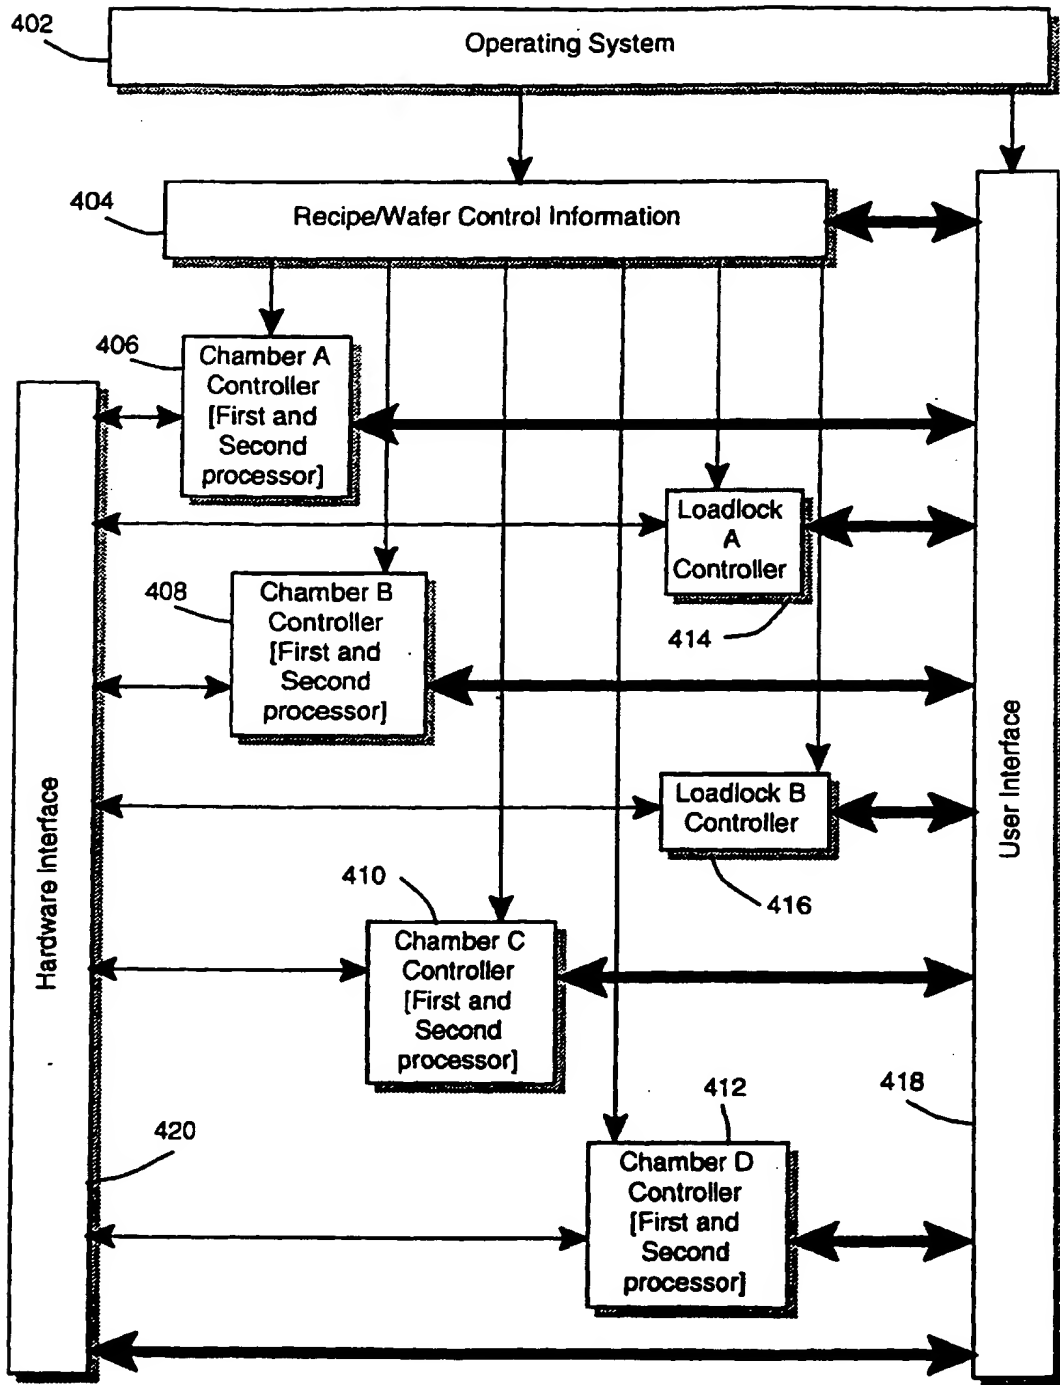 402
Operating System
404
Recipe/Wafer Control Information
406
Chamber A
Controller
[First and
Second
processor]
Loadlock
A
Controller
414
408
Chamber B
Controller
[First and
Second
processor]
Loadlock B
Controller
416
410
Chamber C
Controller
[First and
Second
processor]
412
Chamber D
Controller
[First and
Second
processor]
418
420
Hardware Interface
User Interface